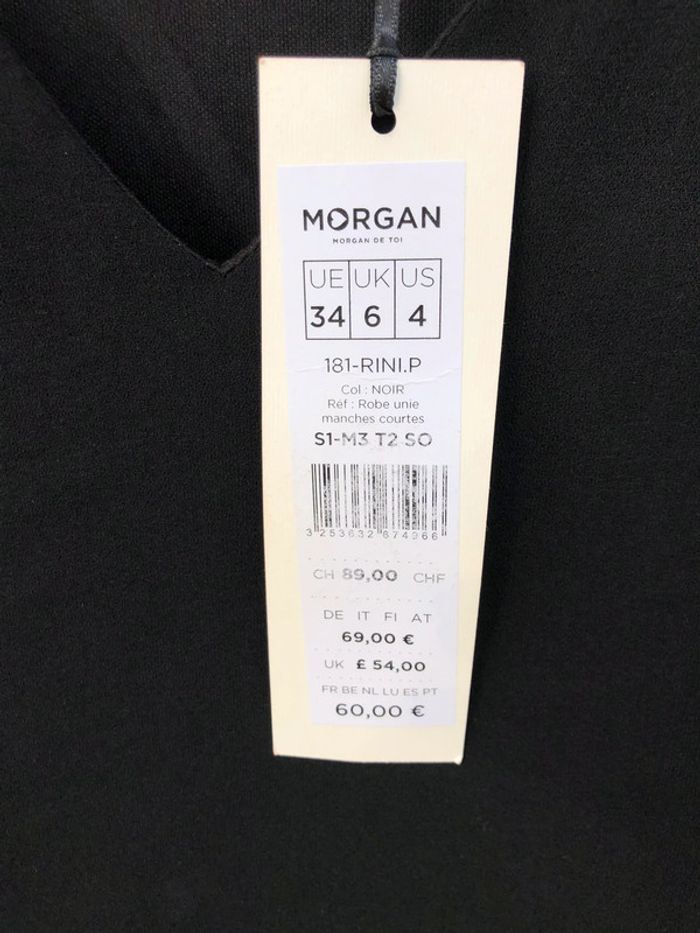 MORGAN
MORGAN DE TOI
UE UK US
34 6 4
181-RINI.P
Col : NOIR
Réf : Robe unie
manches courtes
S1-M3 T2 SO
3 253632 674966
CH 89,00 CHF
DE IT FI AT
69,00 €
UK £ 54,00
FR BE NL LU ES PT
60,00 €